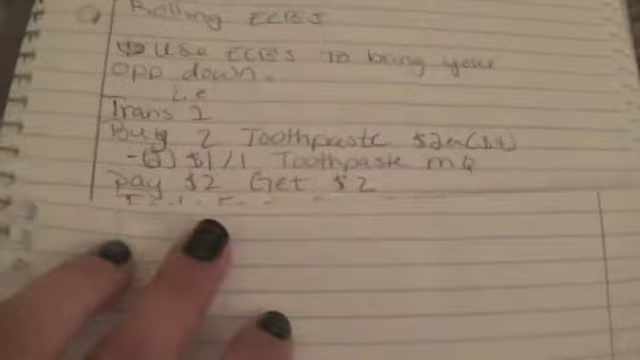 Rolling ECB's
Use ECB's to bring your
OPP down.
i.e
Trans 1
Buy 2 Toothpaste $2ea ($4)
-(2) $1/1 Toothpaste mQ
Pay $2 Get $2